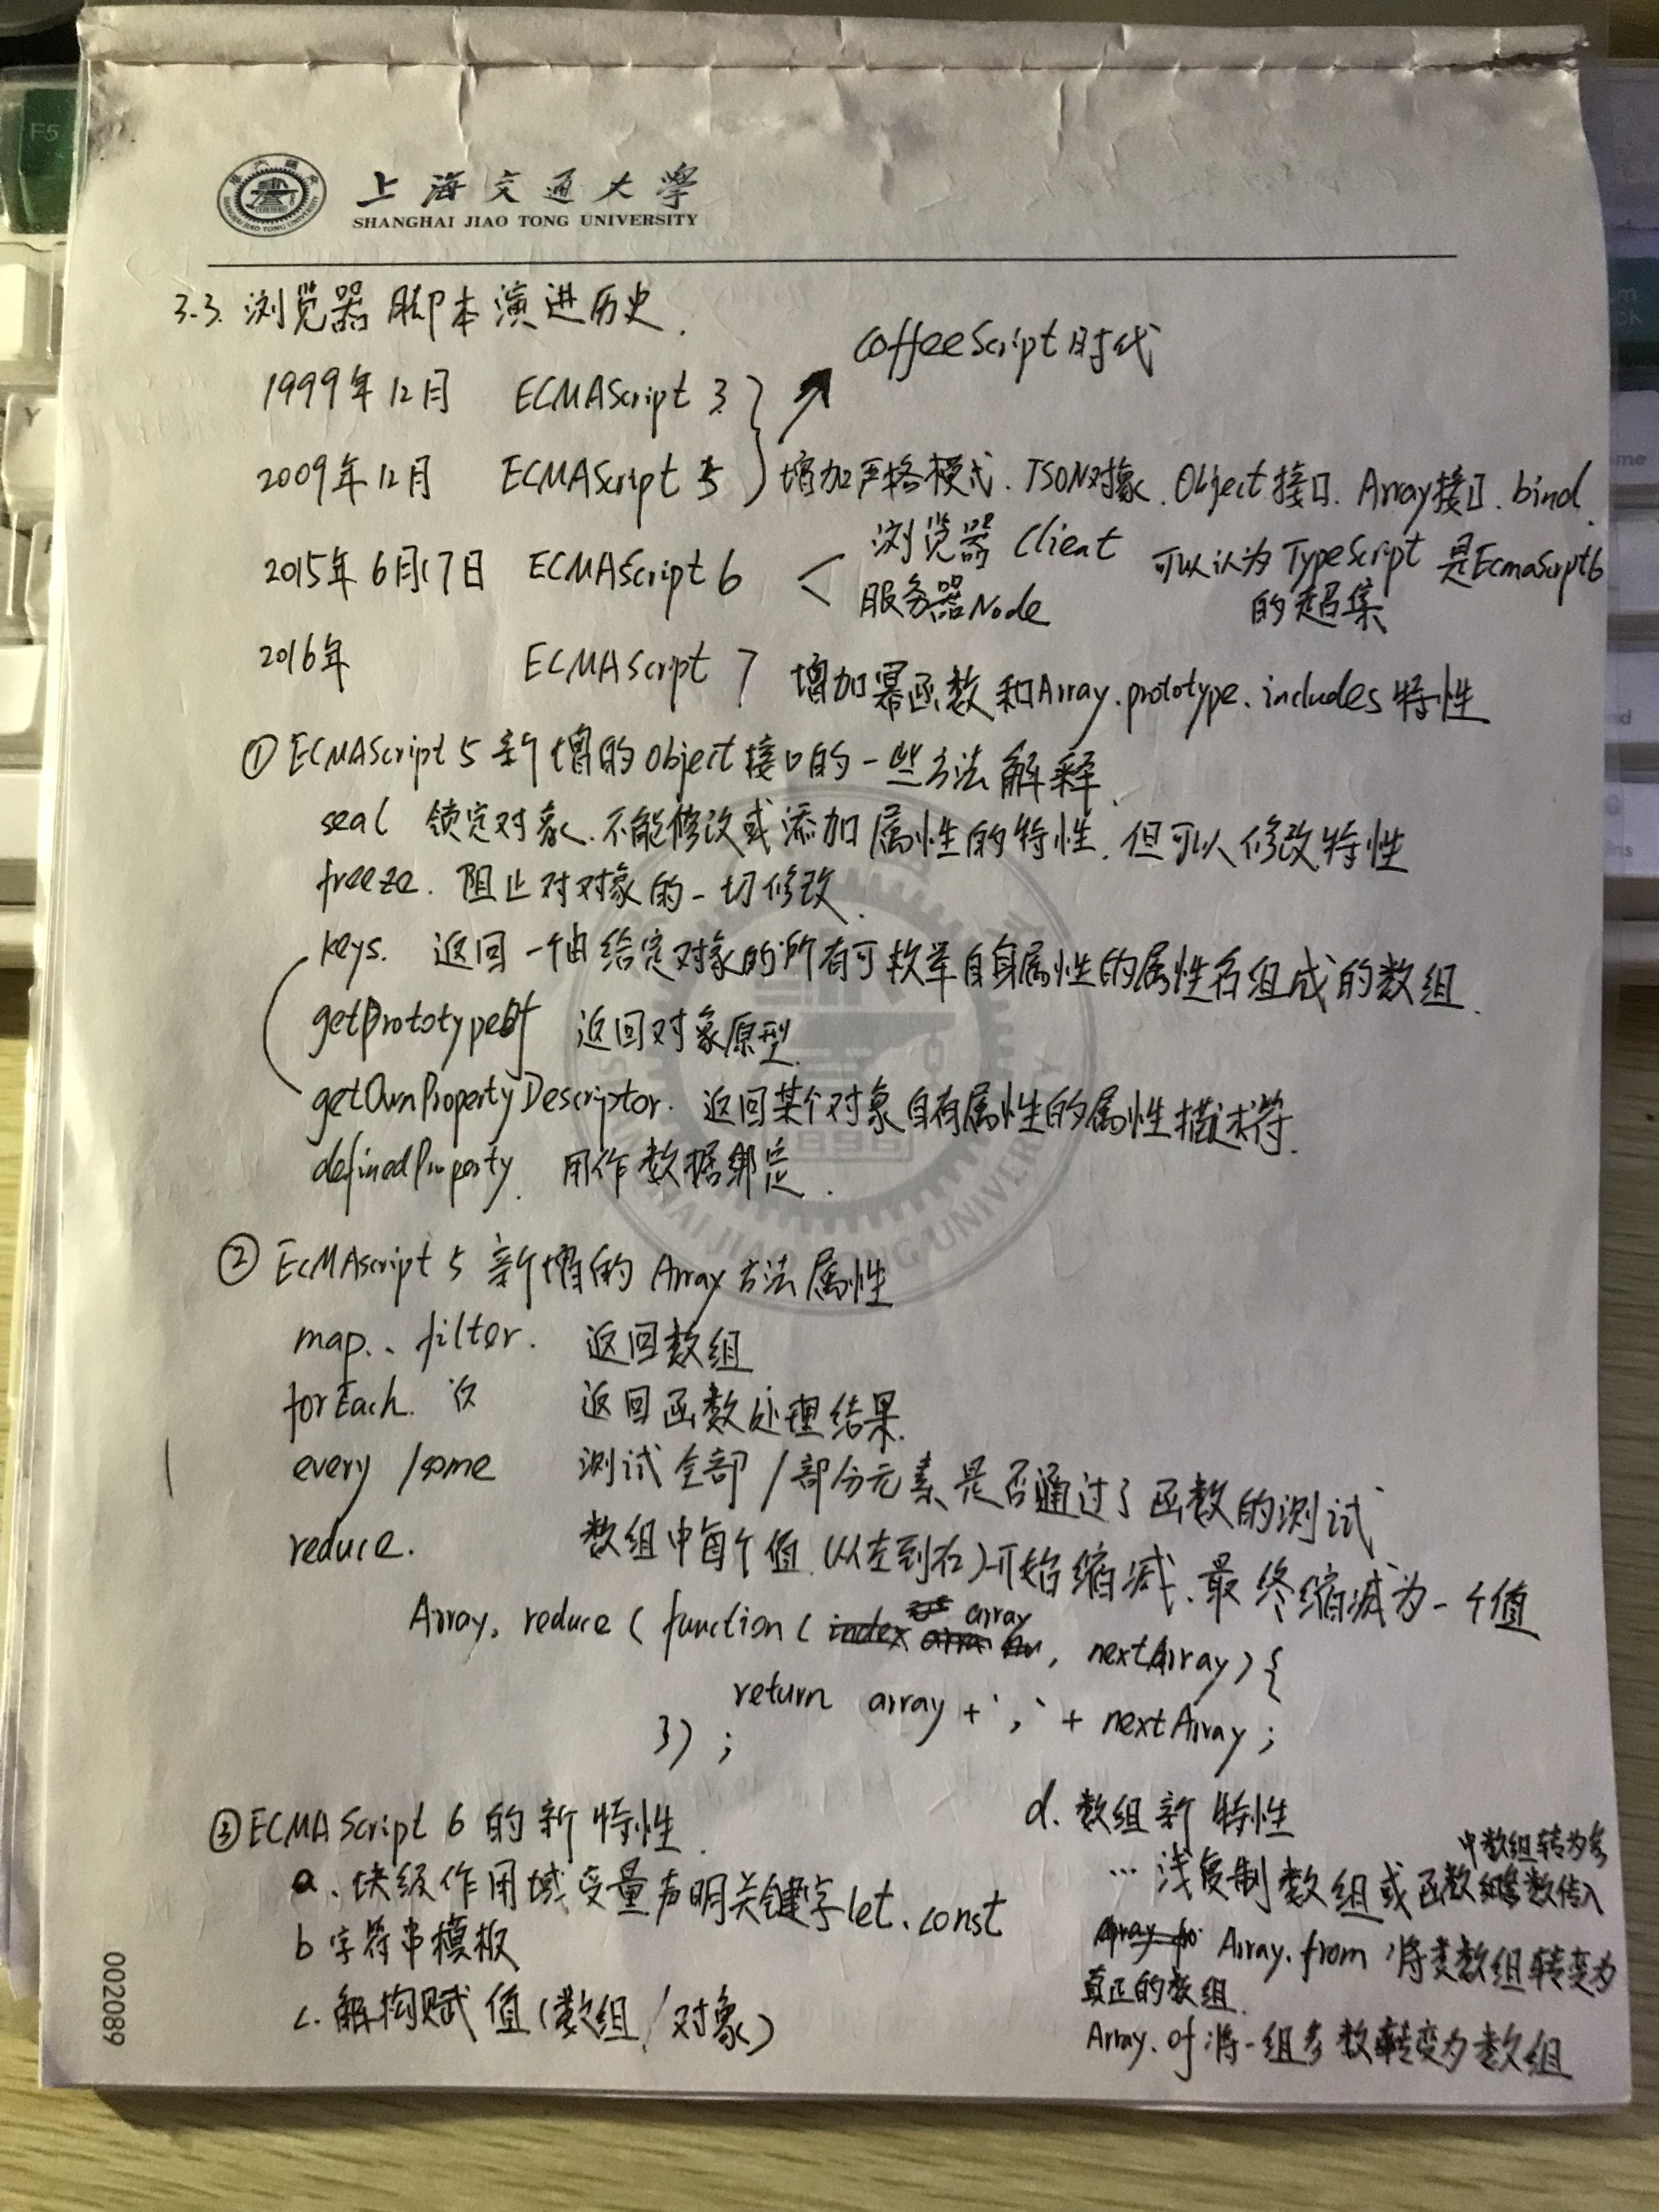 F5
上海交通大學
SHANGHAI JIAO TONG UNIVERSITY
3.3. 浏览器脚本演进历史.
CoffeeScript时代
1999年12月 ECMAScript 3
2009年12月 ECMAScript 5 增加严格模式. JSON对象. Object接口. Array接口. bind.
2015年6月17日 ECMAScript 6 < 浏览器 Client
服务器Node
可以认为TypeScript 是EcmaScript6
的超集
2016年 ECMAScript 7 增加幂函数和Array.prototype.includes特性
① ECMAScript 5 新增的object接口的一些方法解释.
seal 锁定对象.不能修改或添加属性的特性.但可以修改特性
freeze. 阻止对对象的一切修改.
keys. 返回一个由给定对象的所有可枚举自身属性的属性名组成的数组.
getPrototypeOf 返回对象原型.
getOwnPropertyDescriptor. 返回某个对象自有属性的属性描述符.
definedProperty. 用作数据绑定.
② EcMAscript 5 新增的 Array方法属性
map.、filter. 返回数组
forEach. 返回函数处理结果.
every /some 测试全部/部分元素是否通过了函数的测试
reduce. 数组中每个值.(从左到右)开始缩减、最终缩减为一个值
Array. reduce ( function ( array, nextArray ) {
return array + ',' + nextArray ;
}) ;
③ ECMAScript 6 的新特性.
a、块级作用域变量声明关键字let、const
b 字符串模板
c. 解构赋值(数组/对象)
d. 数组新特性
... 浅复制数组或函数
中数组转为参
数传入
Array.from 将类数组转变为
真正的数组.
Array.of 将一组参数转变为数组
002089